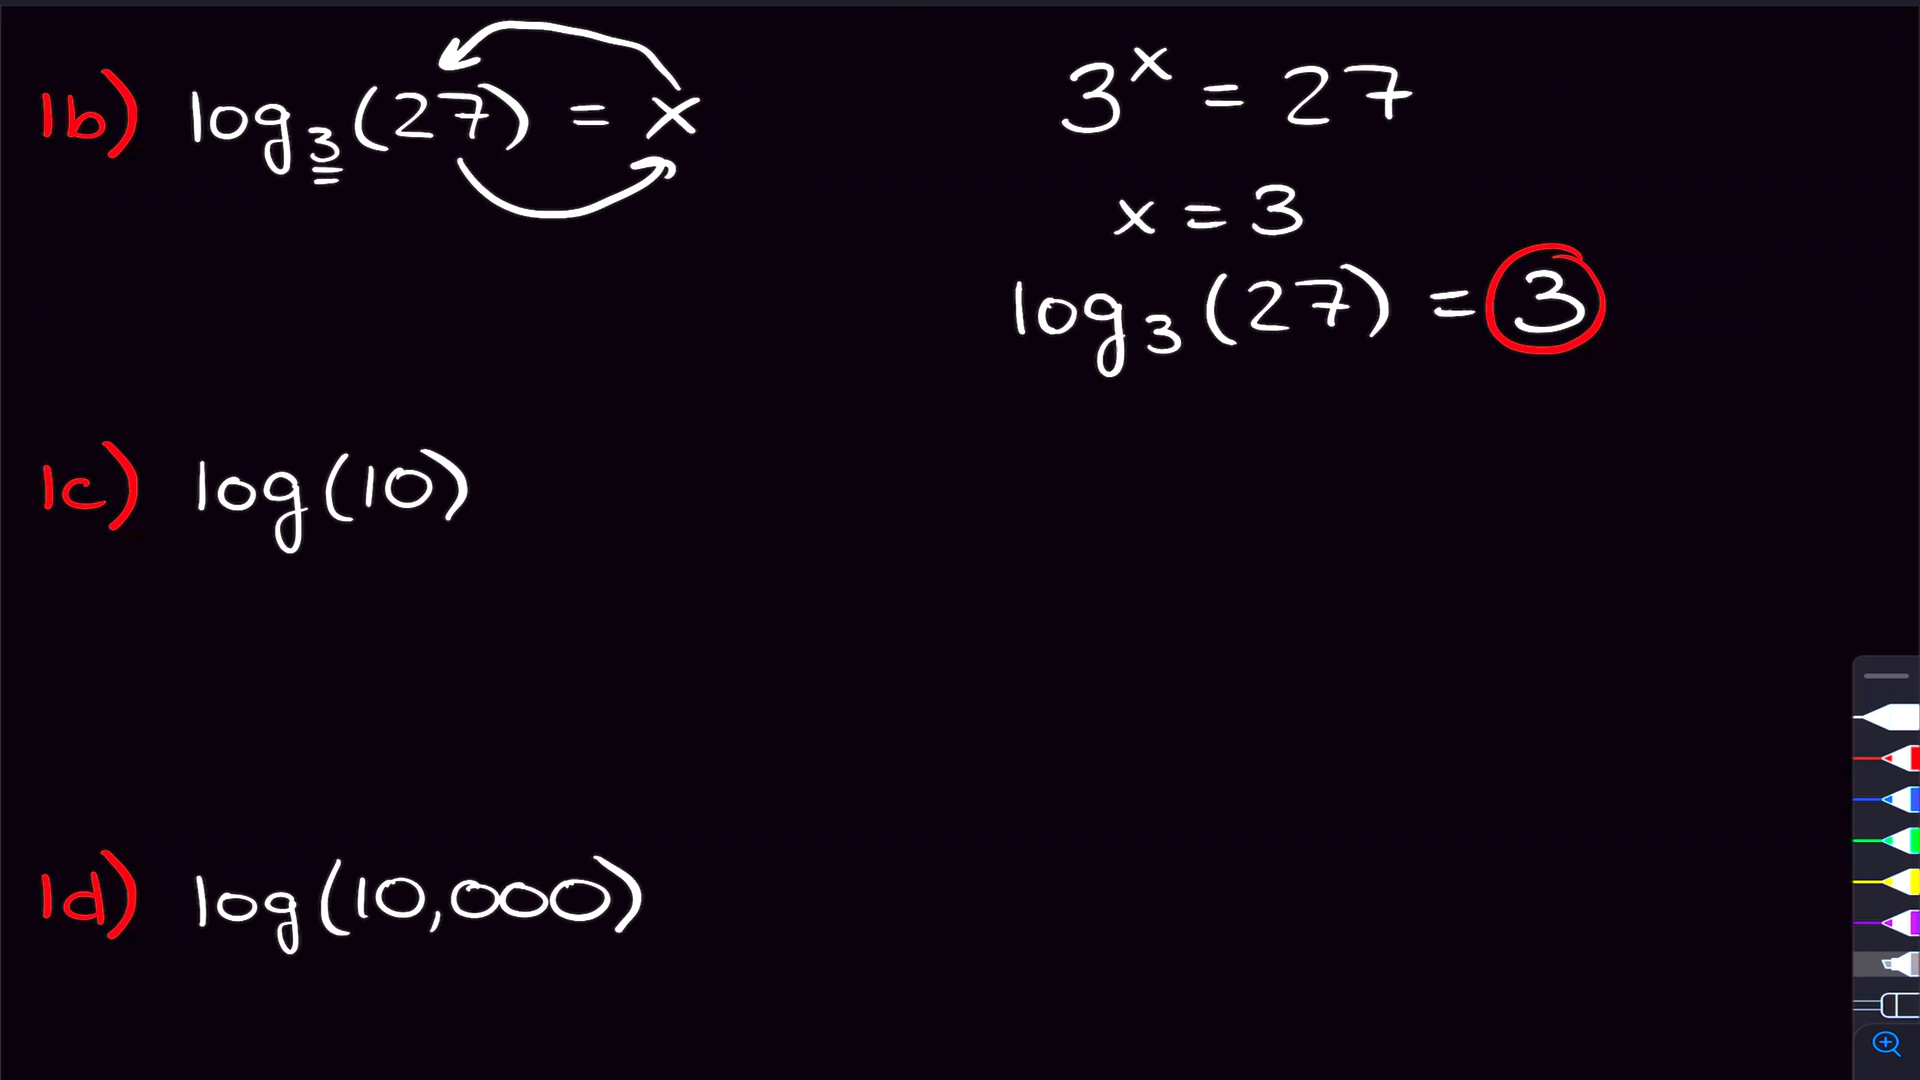 1b) log₃(27) = x
3ˣ = 27
x = 3
log₃(27) = 3
1c) log(10)
1d) log(10,000)